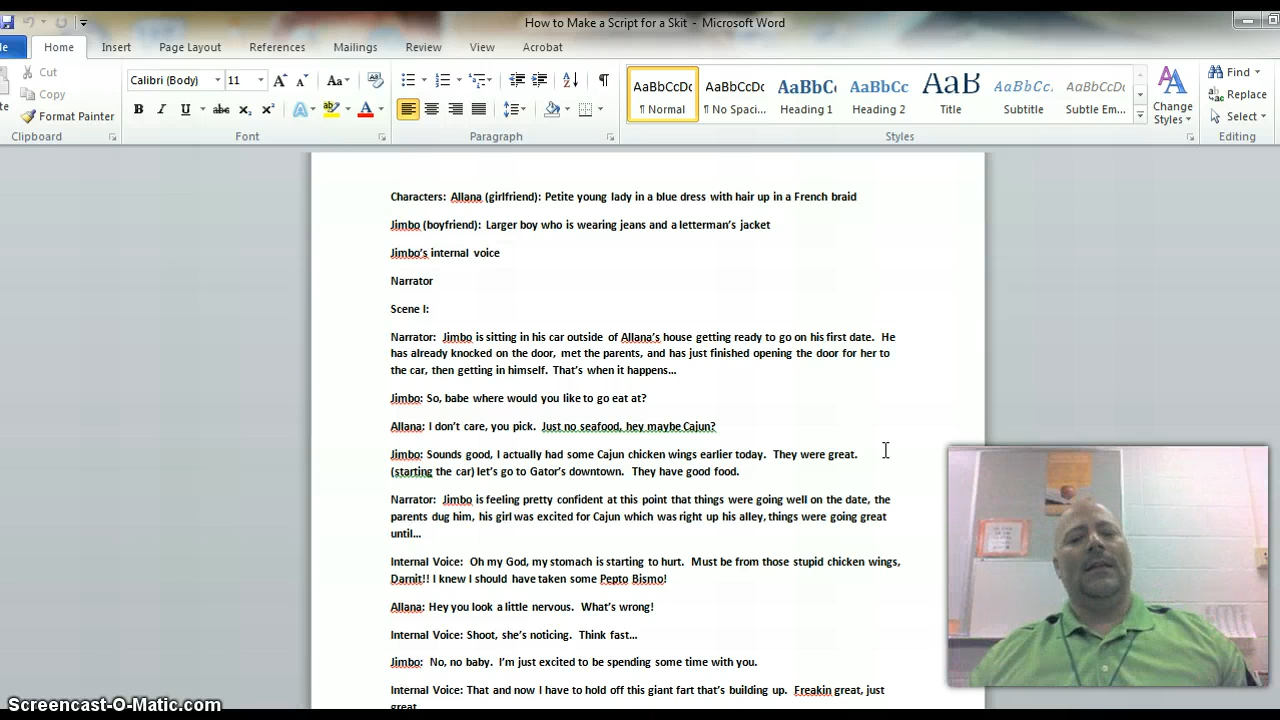 How to Make a Script for a Skit - Microsoft Word
Home Insert Page Layout References Mailings Review View Acrobat
Cut
Copy
Format Painter
Clipboard
Calibri (Body) 11
Font
Paragraph
AaBbCcDc AaBbCcDc AaBbC AaBbCc AaB AaBbCc. AaBbCcDc
¶ Normal ¶ No Spaci... Heading 1 Heading 2 Title Subtitle Subtle Em...
Styles
Change
Styles
Find
Replace
Select
Editing
Characters: Allana (girlfriend): Petite young lady in a blue dress with hair up in a French braid
Jimbo (boyfriend): Larger boy who is wearing jeans and a letterman’s jacket
Jimbo’s internal voice
Narrator
Scene I:
Narrator: Jimbo is sitting in his car outside of Allana’s house getting ready to go on his first date. He
has already knocked on the door, met the parents, and has just finished opening the door for her to
the car, then getting in himself. That’s when it happens…
Jimbo: So, babe where would you like to go eat at?
Allana: I don’t care, you pick. Just no seafood, hey maybe Cajun?
Jimbo: Sounds good, I actually had some Cajun chicken wings earlier today. They were great.
(starting the car) let’s go to Gator’s downtown. They have good food.
Narrator: Jimbo is feeling pretty confident at this point that things were going well on the date, the
parents dug him, his girl was excited for Cajun which was right up his alley, things were going great
until…
Internal Voice: Oh my God, my stomach is starting to hurt. Must be from those stupid chicken wings,
Darnit!! I knew I should have taken some Pepto Bismo!
Allana: Hey you look a little nervous. What’s wrong!
Internal Voice: Shoot, she’s noticing. Think fast…
Jimbo: No, no baby. I’m just excited to be spending some time with you.
Internal Voice: That and now I have to hold off this giant fart that’s building up. Freakin great, just
great
Screencast-O-Matic.com